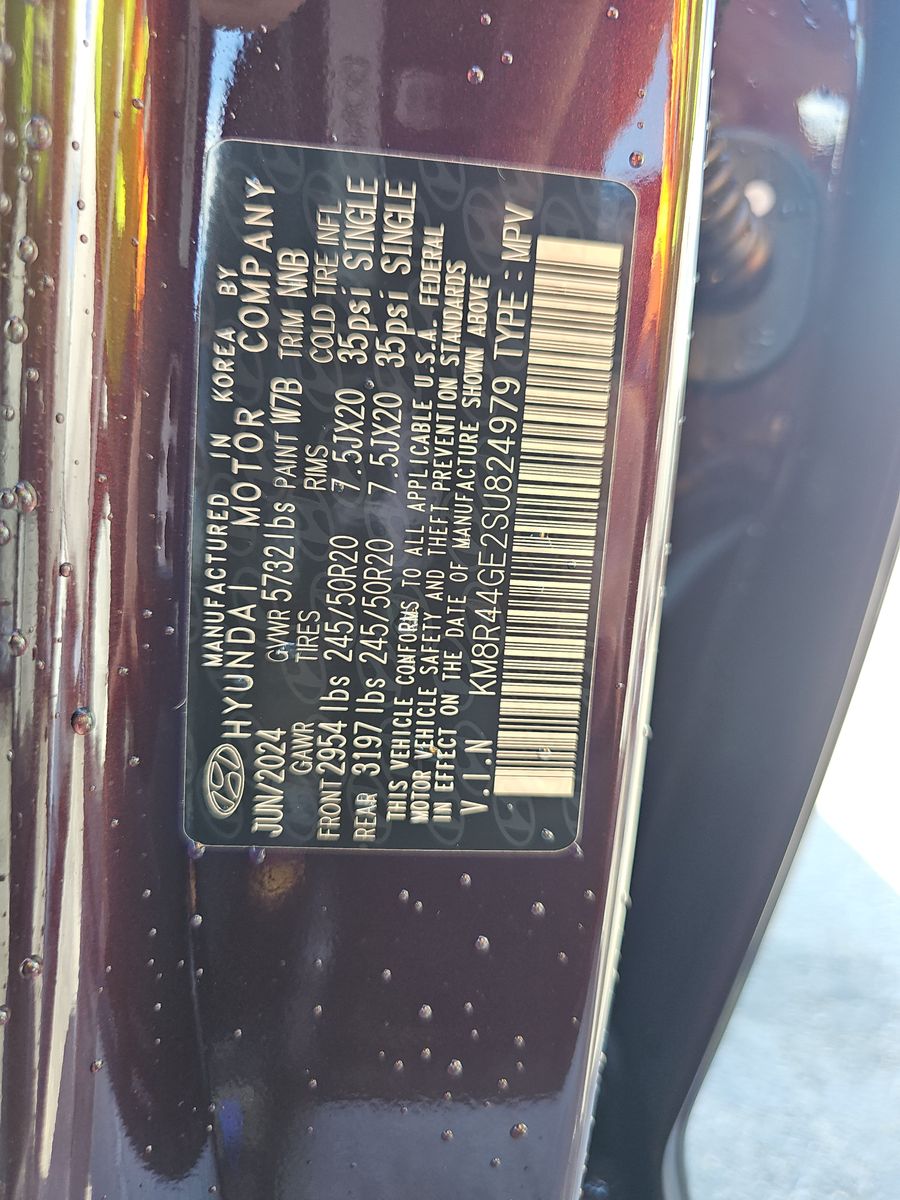 MANUFACTURED IN KOREA BY
HYUNDAI MOTOR COMPANY
JUN/2024 GVWR 5732lbs PAINT W7B TRIM NNB
GAWR TIRES RIMS COLD TIRE INFL
FRONT 2954 lbs 245/50R20 7.5JX20 35psi SINGLE
REAR 3197 lbs 245/50R20 7.5JX20 35psi SINGLE
THIS VEHICLE CONFORMS TO ALL APPLICABLE U.S.A. FEDERAL
MOTOR VEHICLE SAFETY AND THEFT PREVENTION STANDARDS
IN EFFECT ON THE DATE OF MANUFACTURE SHOWN ABOVE
V.I.N KM8R44GE2SU824979 TYPE : MPV